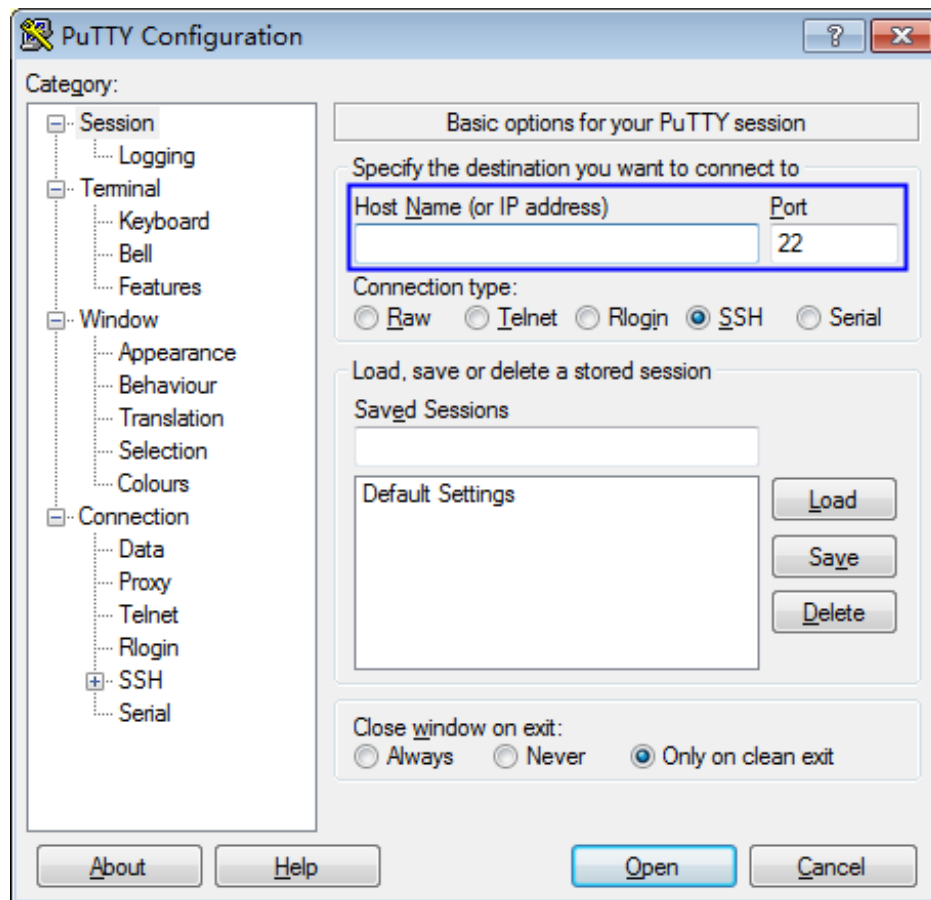 PuTTY Configuration
Category:
Session
Logging
Terminal
Keyboard
Bell
Features
Window
Appearance
Behaviour
Translation
Selection
Colours
Connection
Data
Proxy
Telnet
Rlogin
SSH
Serial
Basic options for your PuTTY session
Specify the destination you want to connect to
Host Name (or IP address) Port
22
Connection type:
Raw Telnet Rlogin SSH Serial
Load, save or delete a stored session
Saved Sessions
Default Settings
Load
Save
Delete
Close window on exit:
Always Never Only on clean exit
About Help Open Cancel